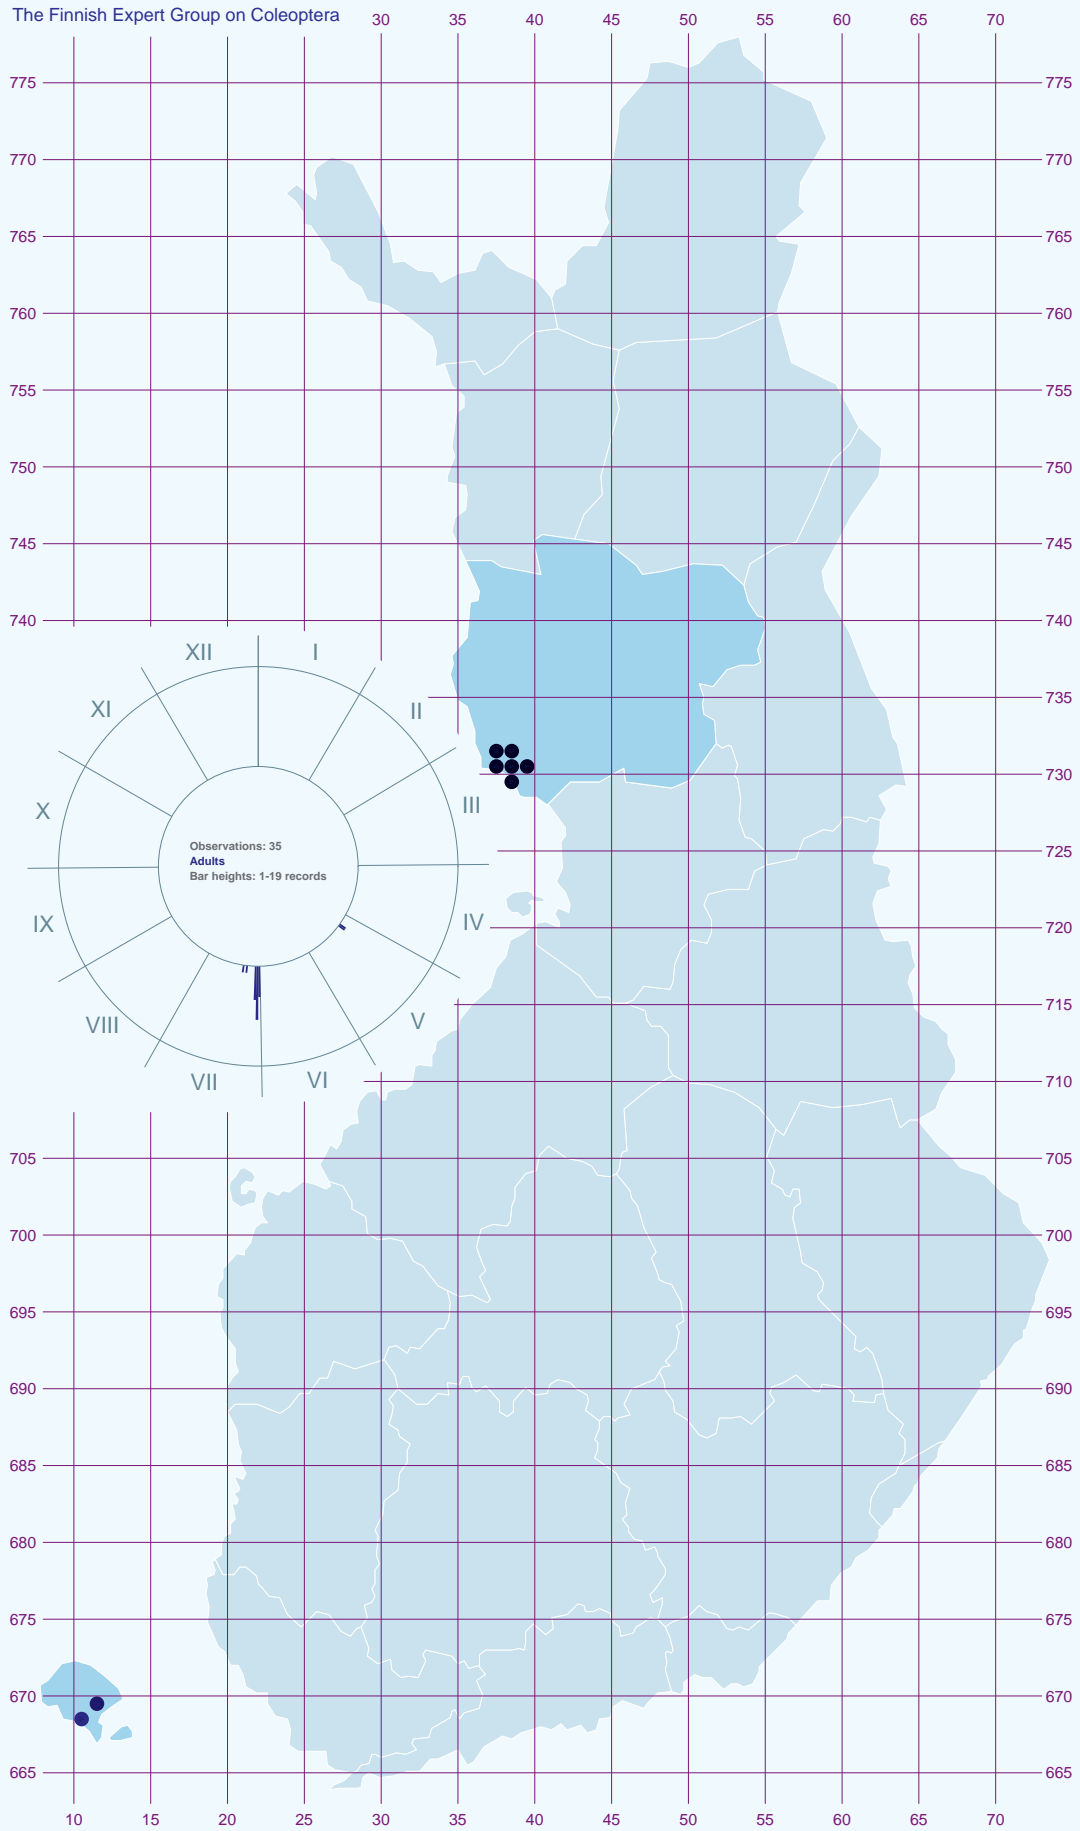 The Finnish Expert Group on Coleoptera
30 35 40 45 50 55 60 65 70
775 775
770 770
765 765
760 760
755 755
750 750
745 745
740 740
XII I
XI II
735
730
X III
Observations: 35
Adults
Bar heights: 1-19 records
725
IX IV
720
715
VIII V
VII VI
710
705 705
700 700
695 695
690 690
685 685
680 680
675 675
670 670
665 665
10 15 20 25 30 35 40 45 50 55 60 65 70